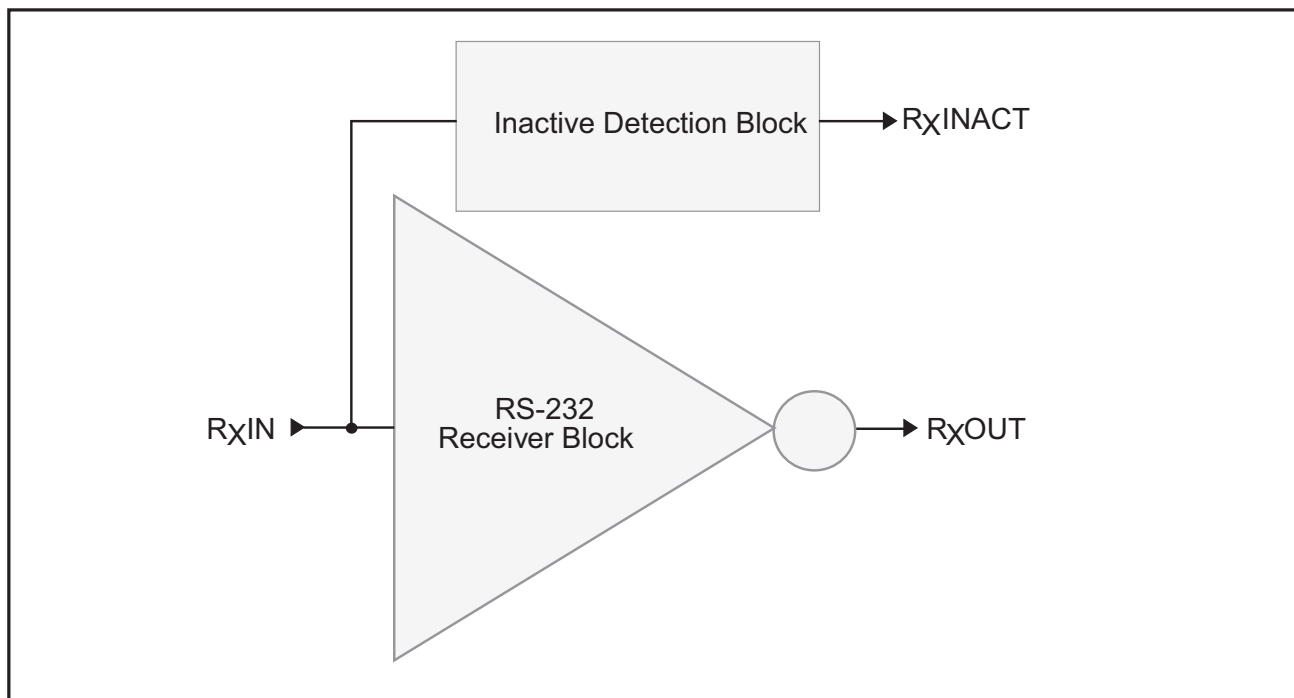 Inactive Detection Block
RXINACT
RS-232
Receiver Block
RXIN
RXOUT